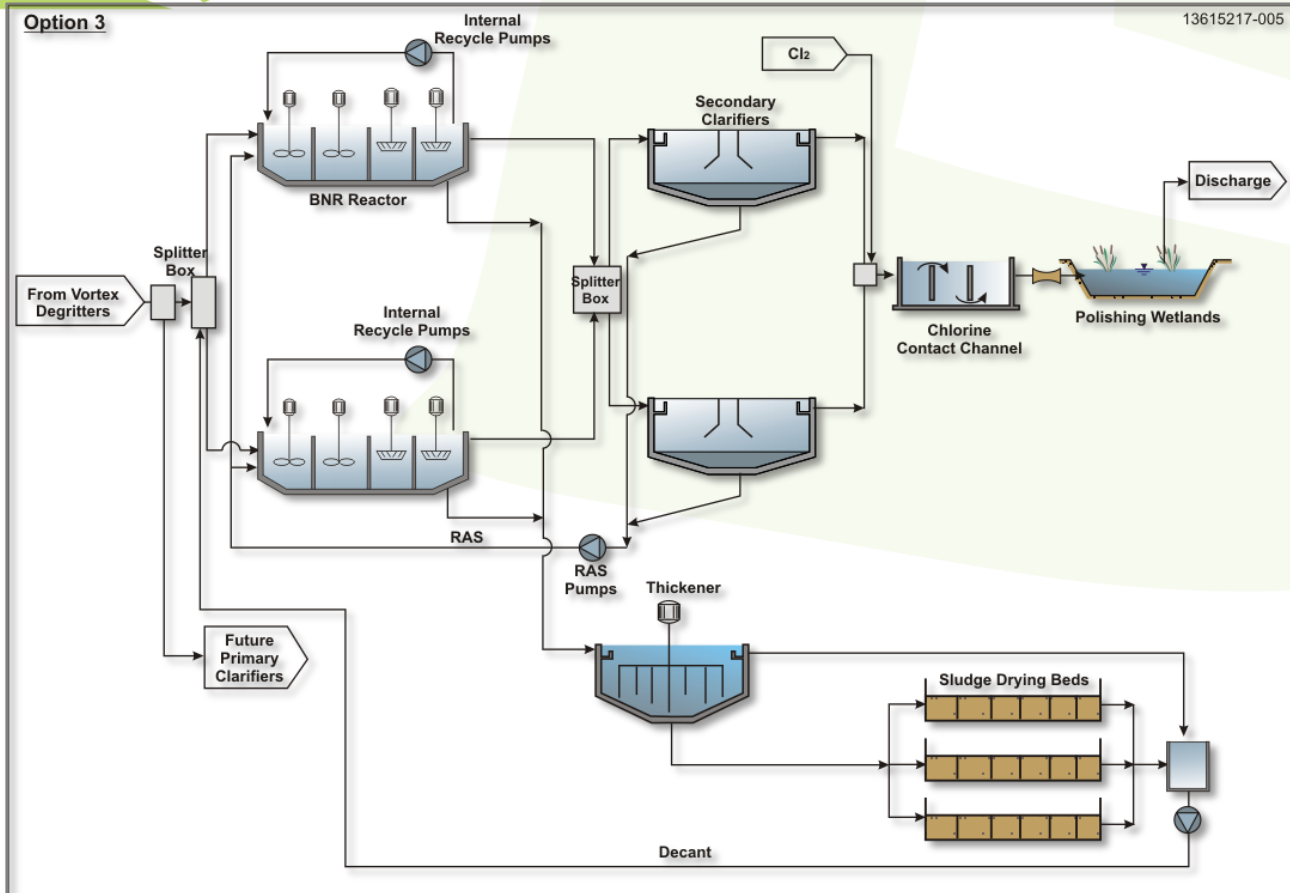 Option 3
13615217-005
Internal
Recycle Pumps
Cl₂
Secondary
Clarifiers
BNR Reactor
Discharge
Splitter
Box
From Vortex
Degritters
Splitter
Box
Internal
Recycle Pumps
Chlorine
Contact Channel
Polishing Wetlands
RAS
RAS
Pumps
Thickener
Future
Primary
Clarifiers
Sludge Drying Beds
Decant